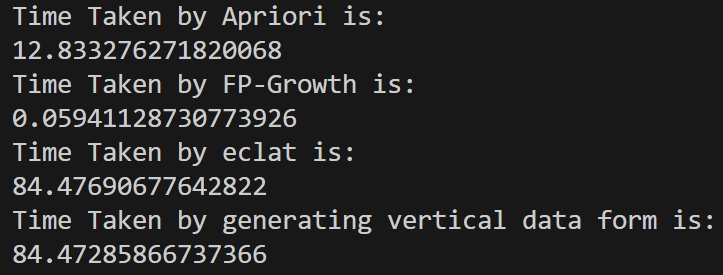 Time Taken by Apriori is:
12.833276271820068
Time Taken by FP-Growth is:
0.05941128730773926
Time Taken by eclat is:
84.47690677642822
Time Taken by generating vertical data form is:
84.47285866737366